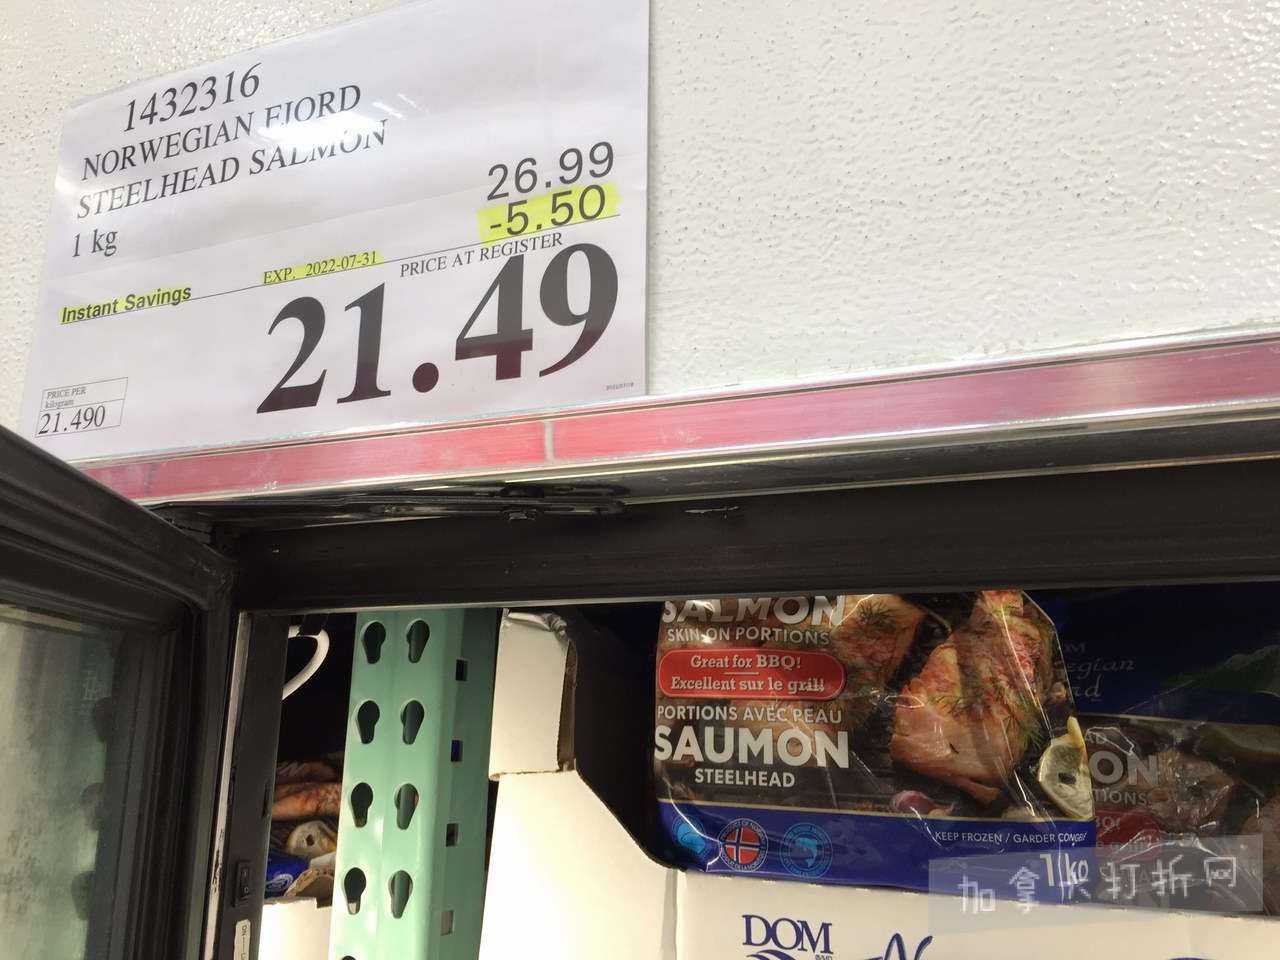 1432316
NORWEGIAN FJORD
STEELHEAD SALMON
1 kg
26.99
-5.50
Instant Savings
EXP. 2022-07-31
PRICE AT REGISTER
21.49
PRICE PER
kilogram
21.490
SALMON
SKIN-ON PORTIONS
Great for BBQ!
Excellent sur le grill
PORTIONS AVEC PEAU
SAUMON
STEELHEAD
KEEP FROZEN / GARDER CONGELÉ
1 kg
DOM
加拿大打折网